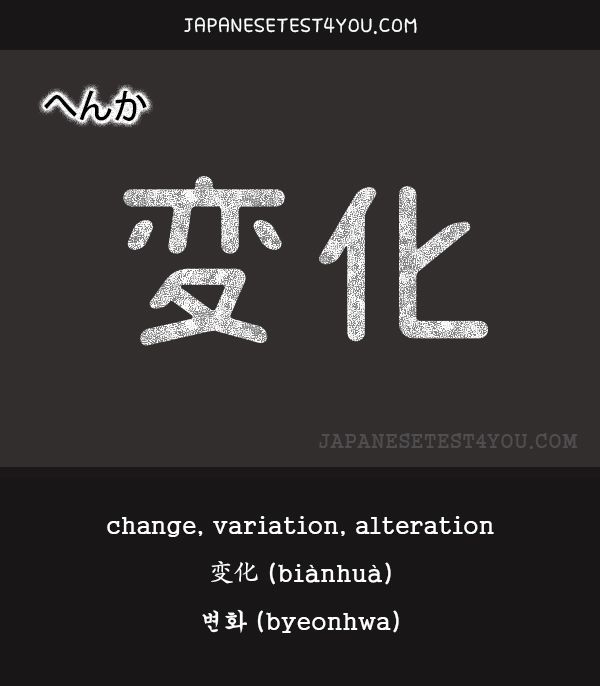 JAPANESETEST4YOU.COM
へんか
変化
JAPANESETEST4YOU.COM
change, variation, alteration
变化 (biànhuà)
변화 (byeonhwa)